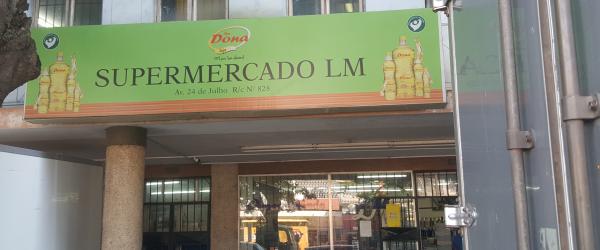 Dona
SUPERMERCADO LM
Av. 24 de Julho R/c Nº 828